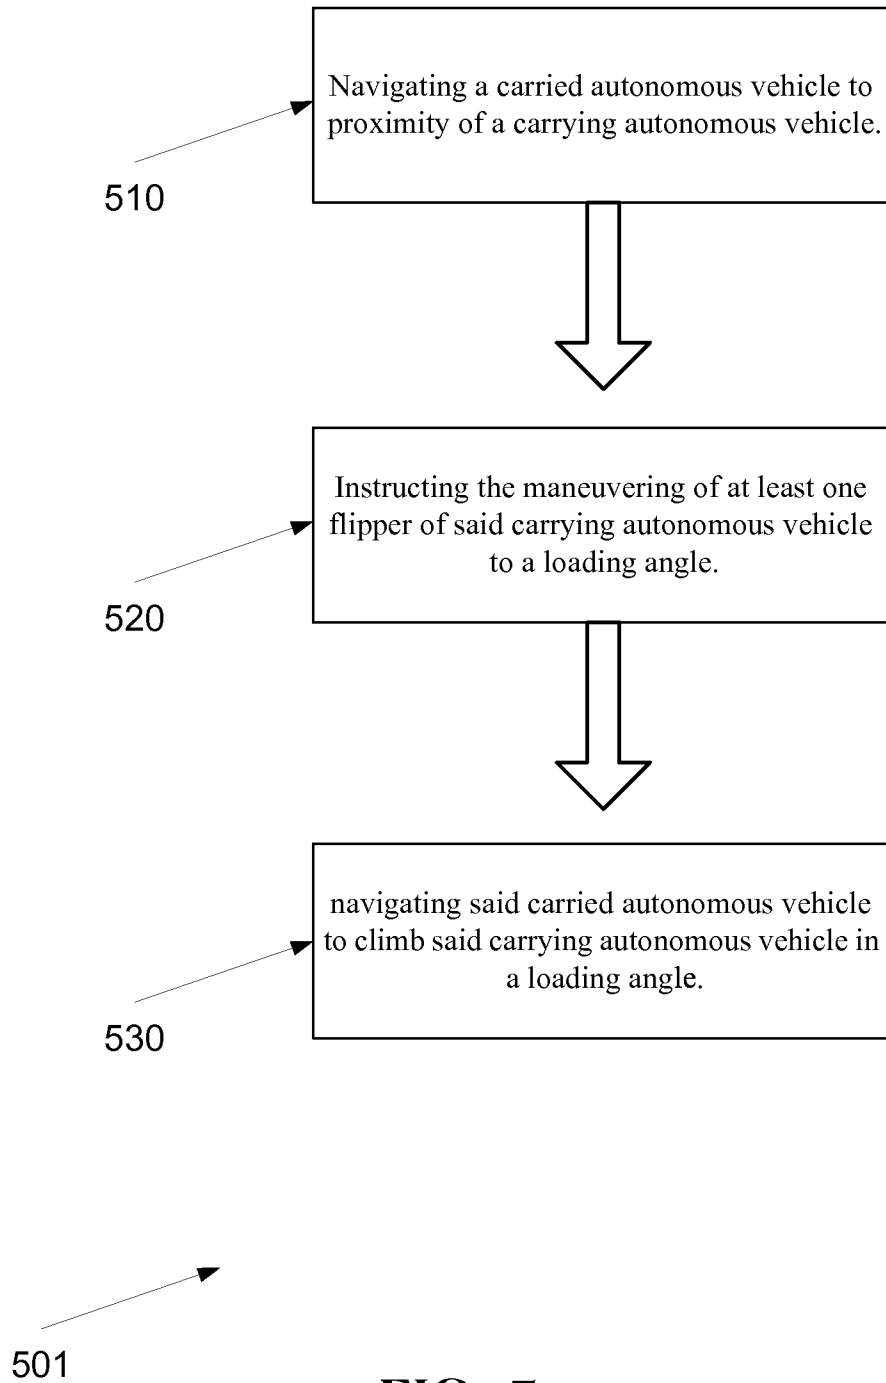 Navigating a carried autonomous vehicle to
proximity of a carrying autonomous vehicle.
510
Instructing the maneuvering of at least one
flipper of said carrying autonomous vehicle
to a loading angle.
520
navigating said carried autonomous vehicle
to climb said carrying autonomous vehicle in
a loading angle.
530
501